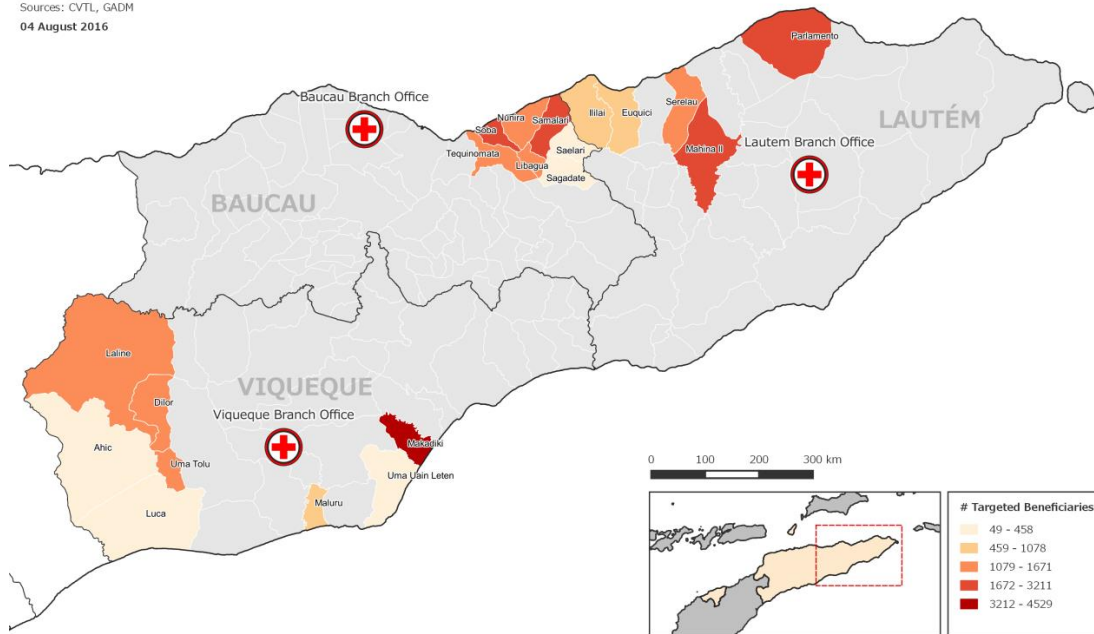 Sources: CVTL, GADM
04 August 2016
Parlamento
Baucau Branch Office
Ililai
Euquici
Serelau
Nunira
Samalari
Soba
LAUTÉM
Tequinomata
Saelari
Mahina II
Lautem Branch Office
Libagua
Sagadate
BAUCAU
Laline
VIQUEQUE
Dilor
Viqueque Branch Office
Ahic
Makadiki
Uma Tolu
Uma Uain Leten
Maluru
Luca
0 100 200 300 km
# Targeted Beneficiaries
49 - 458
459 - 1078
1079 - 1671
1672 - 3211
3212 - 4529